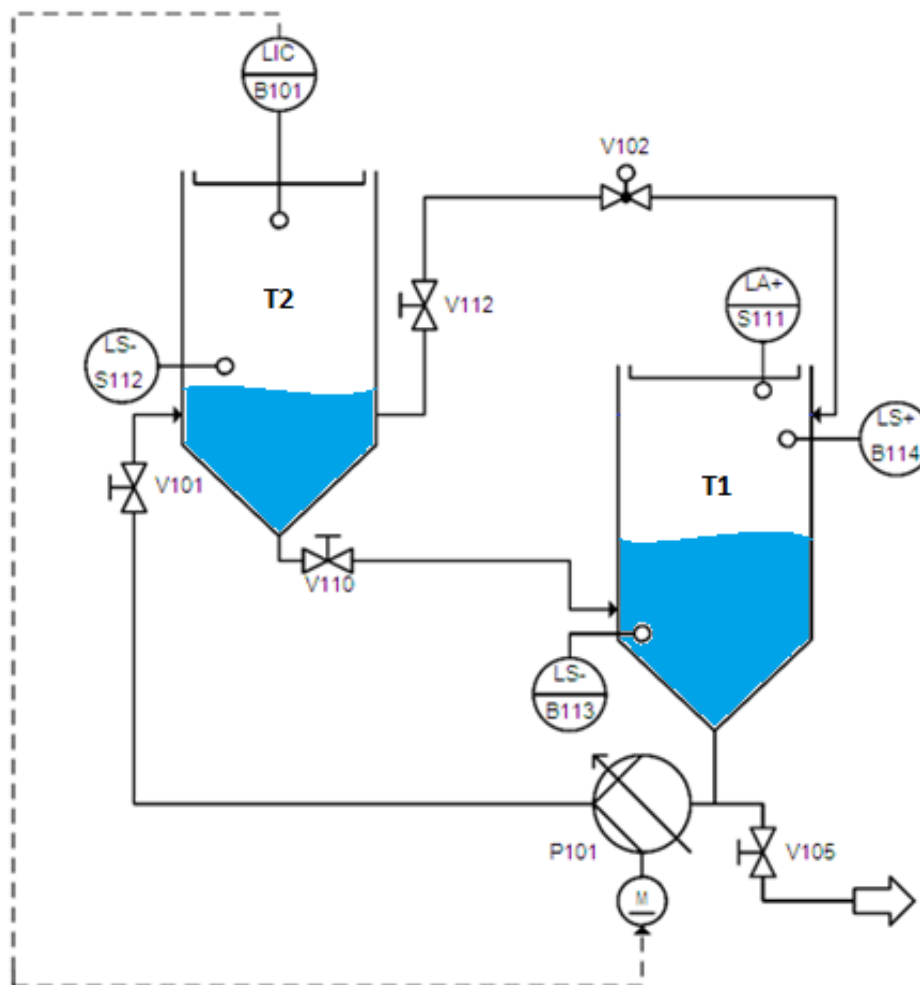 LIC
B101
V102
T2
LA+
S111
V112
LS-
S112
LS+
B114
V101
T1
V110
LS-
B113
P101
V105
M